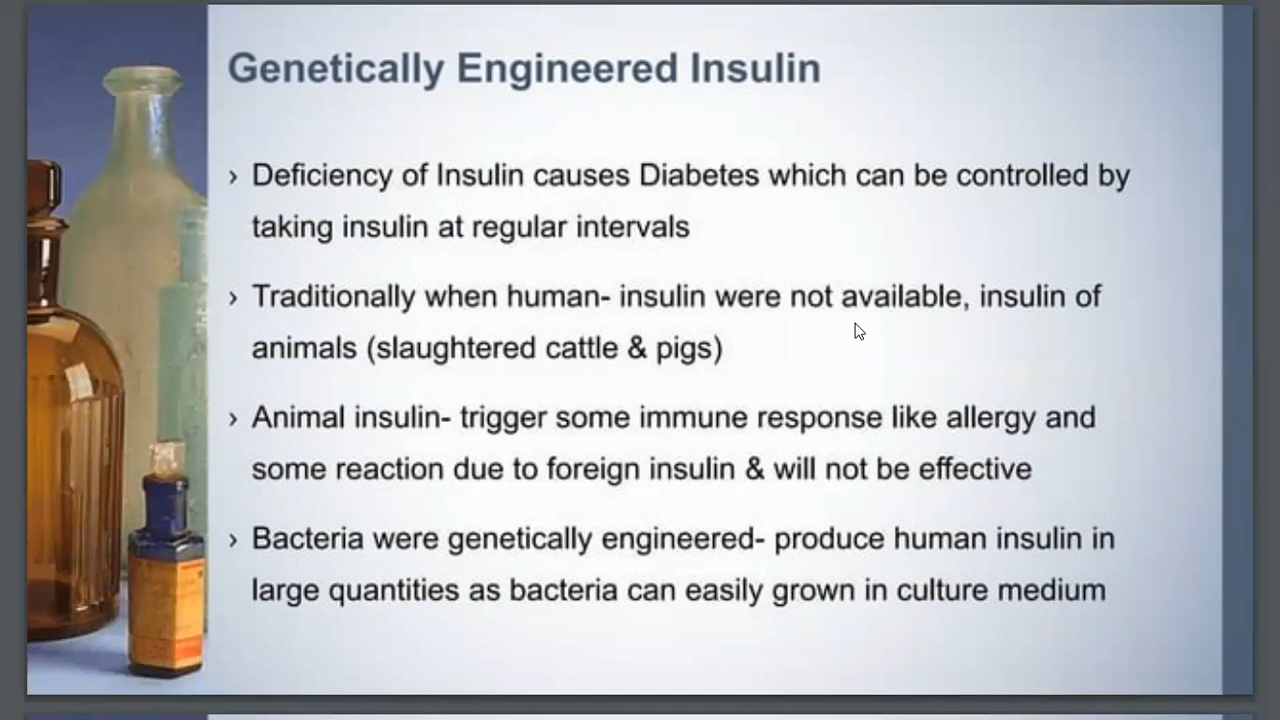 Genetically Engineered Insulin
› Deficiency of Insulin causes Diabetes which can be controlled by
taking insulin at regular intervals
› Traditionally when human- insulin were not available, insulin of
animals (slaughtered cattle & pigs)
› Animal insulin- trigger some immune response like allergy and
some reaction due to foreign insulin & will not be effective
› Bacteria were genetically engineered- produce human insulin in
large quantities as bacteria can easily grown in culture medium